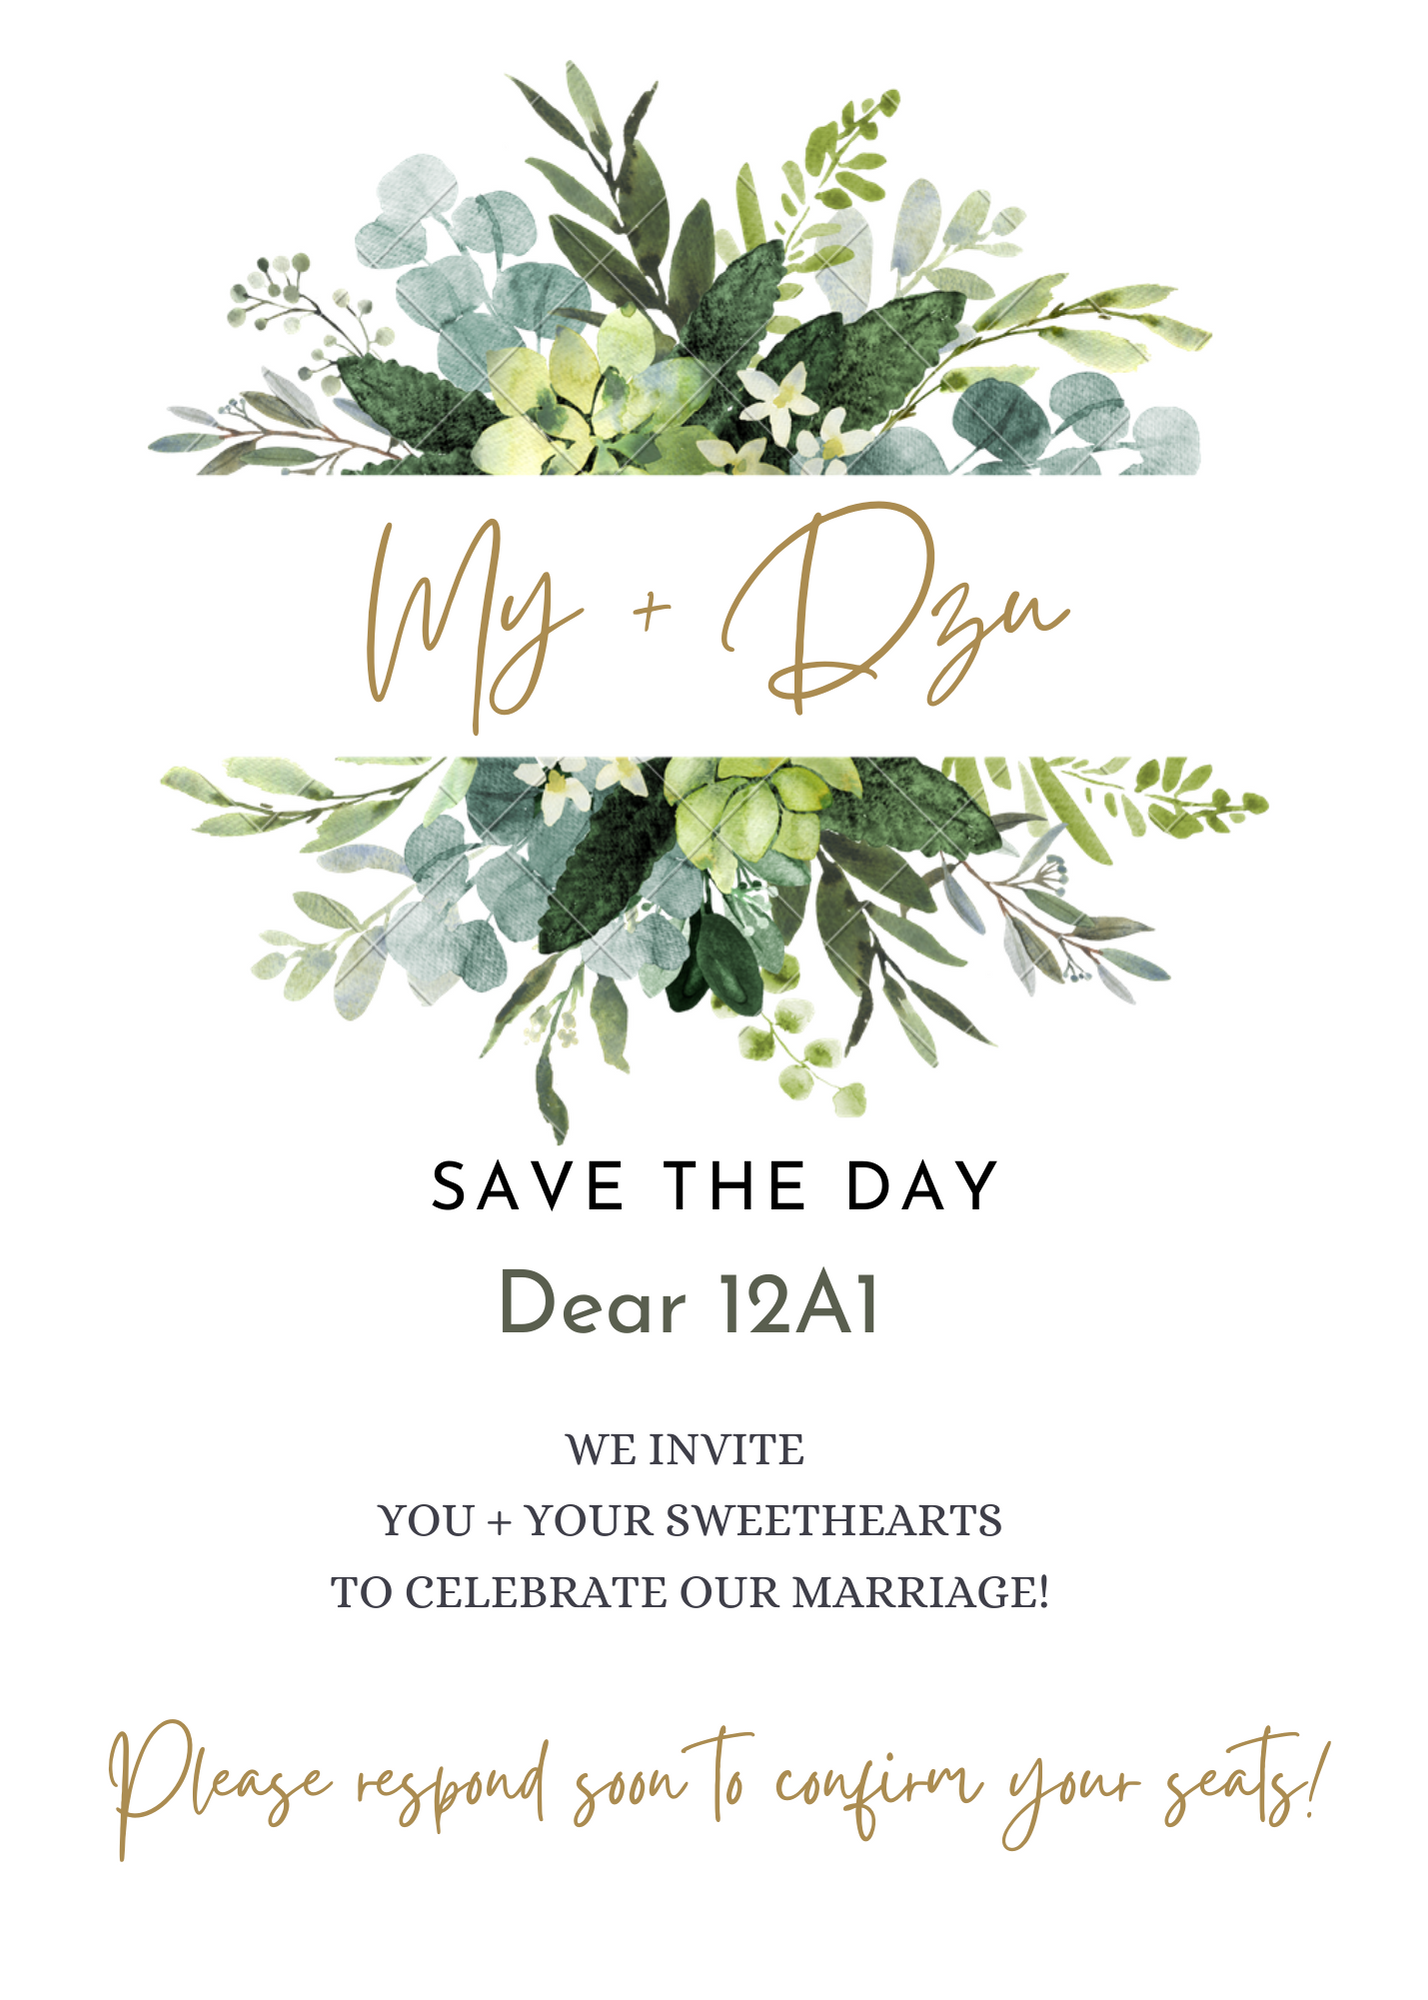 My + Dzu
SAVE THE DAY
Dear 12A1
WE INVITE
YOU + YOUR SWEETHEARTS
TO CELEBRATE OUR MARRIAGE!
Please respond soon to confirm your seats!